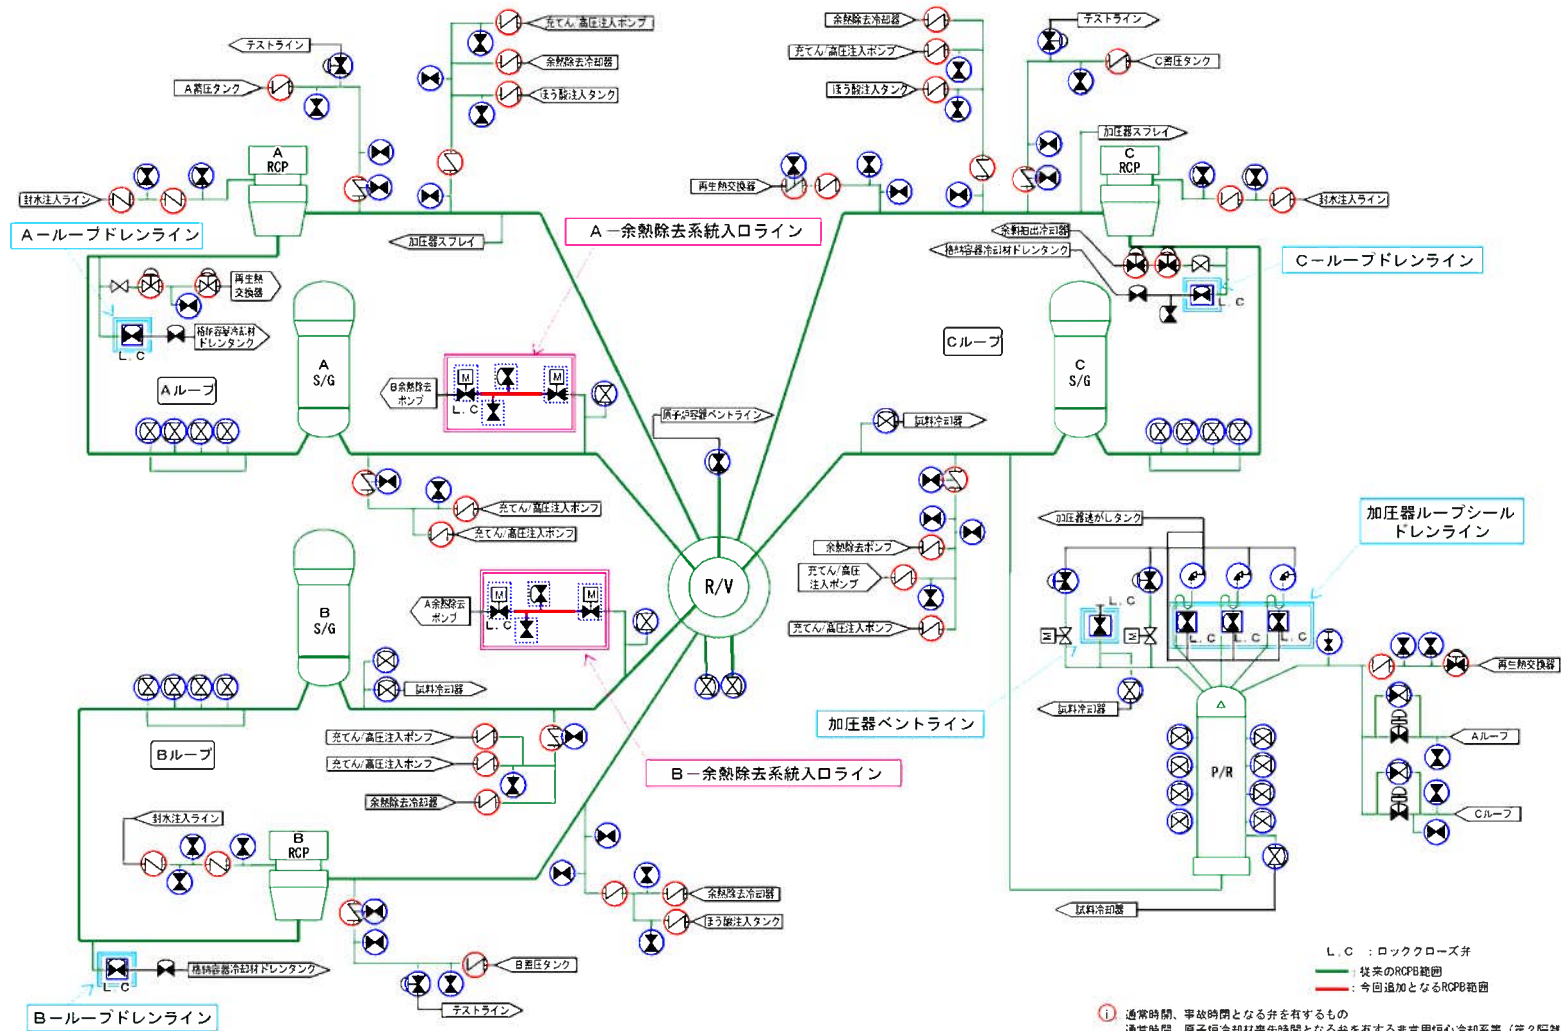 テストライン
A蓄圧タンク
充てん/高圧注入ポンプ
余熱除去冷却器
ほう酸注入タンク
余熱除去冷却器
充てん/高圧注入ポンプ
ほう酸注入タンク
テストライン
C蓄圧タンク
加圧器スプレイ
A
RCP
C
RCP
封水注入ライン
再生熱交換器
封水注入ライン
A－ループドレンライン
加圧器スプレイ
A－余熱除去系統入口ライン
余剰抽出冷却器
格納容器冷却材ドレンタンク
C－ループドレンライン
再生熱
交換器
L.C
格納容器冷却材
ドレンタンク
L.C
Aループ
A
S/G
B余熱除去
ポンプ
M
M
L.C
Cループ
C
S/G
原子炉容器ベントライン
試料冷却器
充てん/高圧注入ポンプ
充てん/高圧注入ポンプ
加圧器逃がしタンク
加圧器ループシール
ドレンライン
余熱除去ポンプ
充てん/高圧
注入ポンプ
充てん/高圧注入ポンプ
B
S/G
A余熱除去
ポンプ
M
M
L.C
R/V
L.C
M
M
L.C
L.C
L.C
再生熱交換器
試料冷却器
試料冷却器
加圧器ベントライン
Bループ
充てん/高圧注入ポンプ
充てん/高圧注入ポンプ
余熱除去冷却器
B－余熱除去系統入口ライン
P/R
Aループ
Cループ
封水注入ライン
B
RCP
余熱除去冷却器
ほう酸注入タンク
試料冷却器
L.C
格納容器冷却材ドレンタンク
B蓄圧タンク
テストライン
B－ループドレンライン
L.C ：ロッククローズ弁
：従来のRCPB範囲
：今回追加となるRCPB範囲
i 通常時開、事故時閉となる弁を有するもの